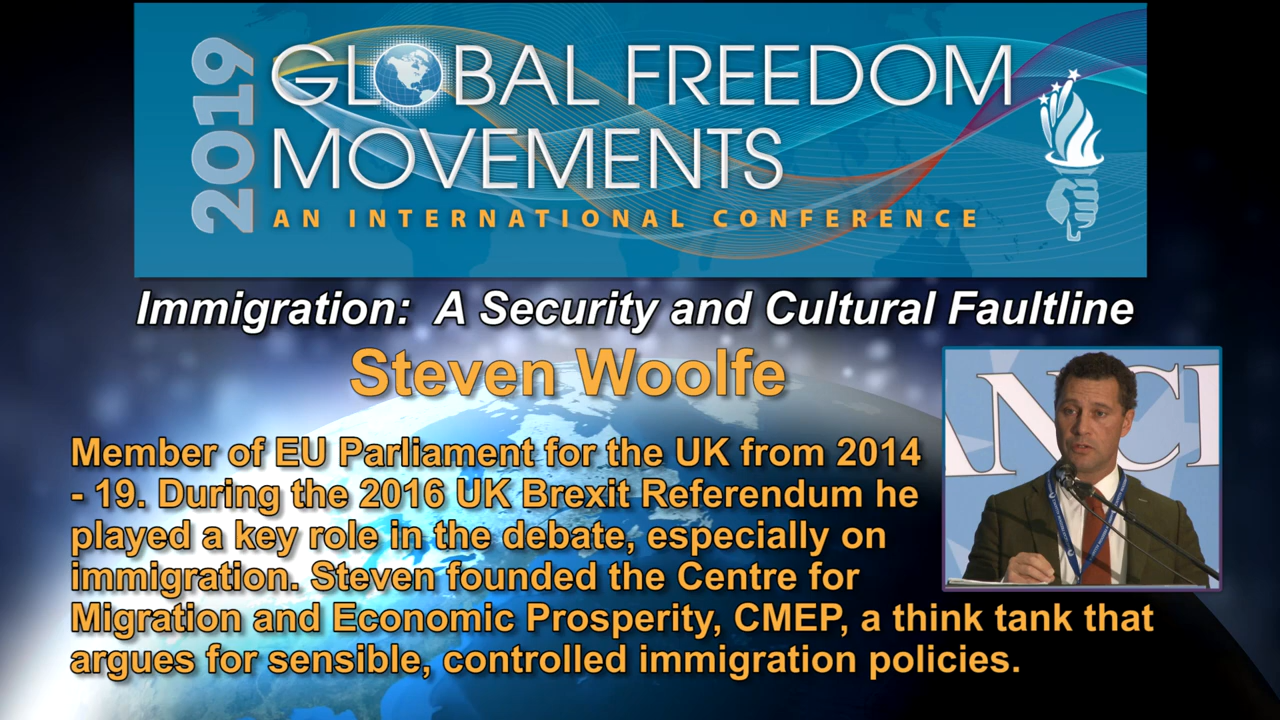 2019
GLOBAL FREEDOM
MOVEMENTS
AN INTERNATIONAL CONFERENCE
Immigration: A Security and Cultural Faultline
Steven Woolfe
Member of EU Parliament for the UK from 2014
- 19. During the 2016 UK Brexit Referendum he
played a key role in the debate, especially on
immigration. Steven founded the Centre for
Migration and Economic Prosperity, CMEP, a think tank that
argues for sensible, controlled immigration policies.